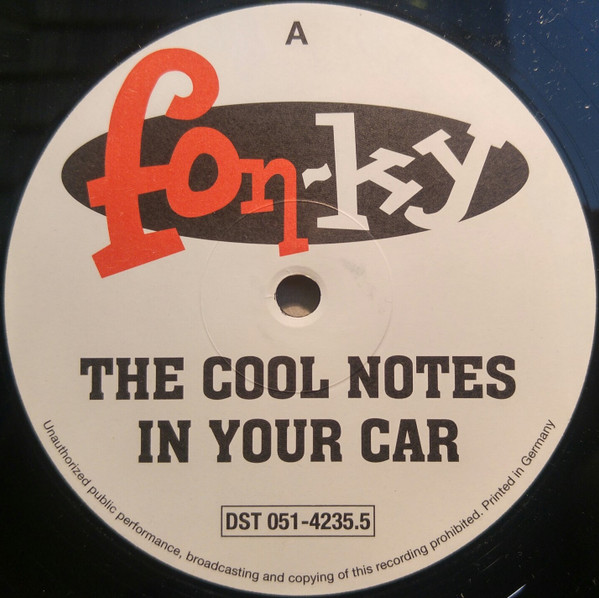 A
fon-ky
THE COOL NOTES
IN YOUR CAR
DST 051-4235.5
Unauthorized public performance, broadcasting and copying of this recording prohibited. Printed in Germany